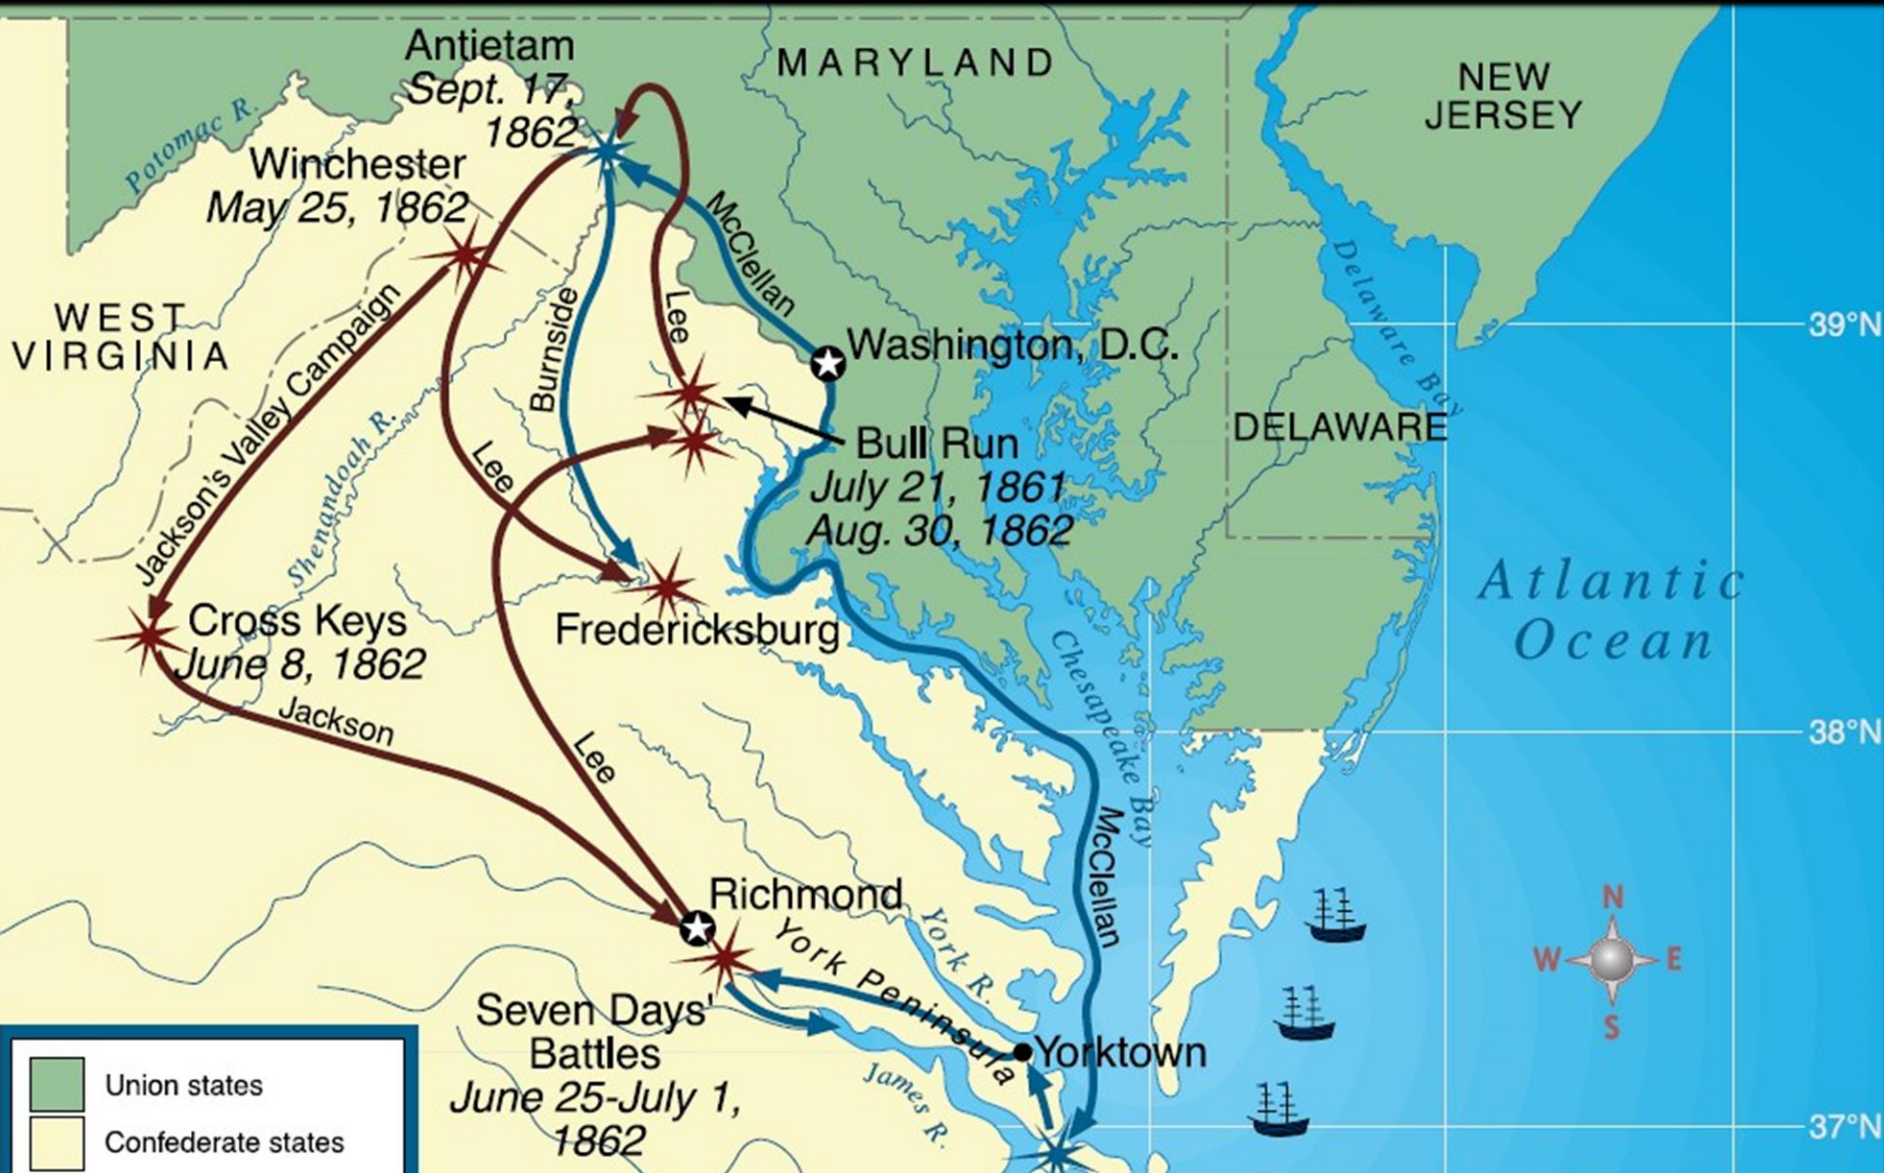 Antietam
Sept. 17,
1862
MARYLAND
NEW
JERSEY
Potomac R.
Winchester
May 25, 1862
McClellan
WEST
VIRGINIA
Jackson's Valley Campaign
Burnside
Lee
Washington, D.C.
Delaware Bay
39°N
Shenandoah R.
Lee
Bull Run
July 21, 1861
Aug. 30, 1862
DELAWARE
Atlantic
Ocean
Cross Keys
June 8, 1862
Fredericksburg
Jackson
Lee
Chesapeake Bay
38°N
McClellan
Richmond
York Peninsula
York R.
N
W
E
S
Seven Days'
Battles
June 25-July 1,
1862
Yorktown
James R.
37°N
Union states
Confederate states